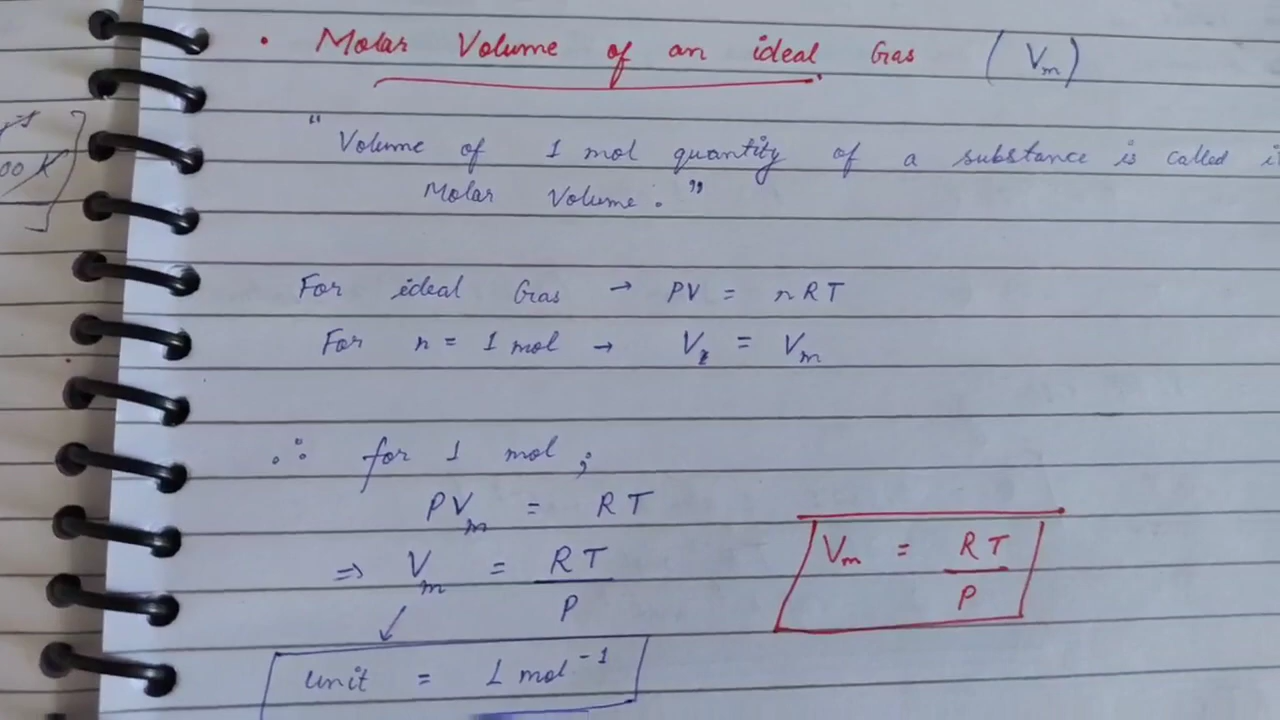 • Molar Volume of an ideal Gas (Vm)
"Volume of 1 mol quantity of a substance is called i
Molar Volume."
00 K
For ideal Gas → PV = nRT
For n = 1 mol → V = Vm
∴ for 1 mol ;
PVm = RT
⇒ Vm = RT/P
Vm = RT/P
unit = L mol⁻¹